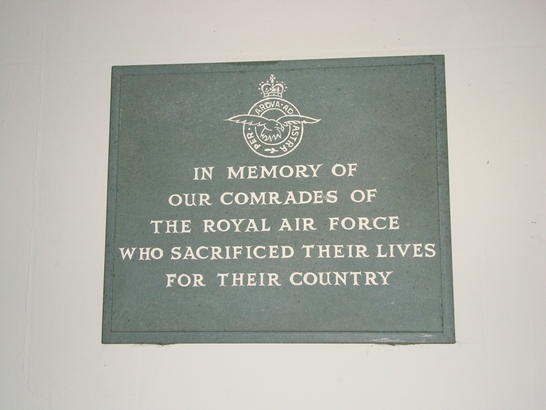 PER · ARDVA · AD ASTRA
IN MEMORY OF
OUR COMRADES OF
THE ROYAL AIR FORCE
WHO SACRIFICED THEIR LIVES
FOR THEIR COUNTRY